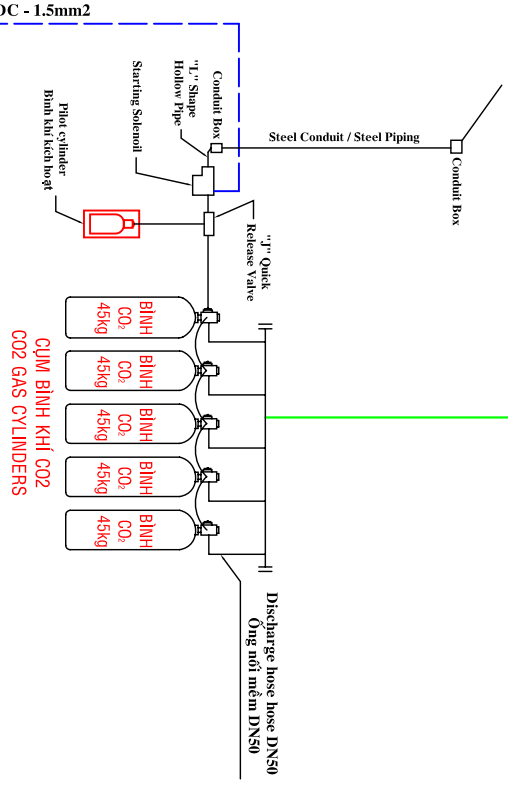 DC - 1.5mm2
Conduit Box
"L" Shape
Hollow Pipe
Starting Solenoil
Pilot cylinder
Bình khí kích hoạt
Steel Conduit / Steel Piping
Conduit Box
"J" Quick
Release Valve
BÌNH
CO₂
45kg
BÌNH
CO₂
45kg
BÌNH
CO₂
45kg
BÌNH
CO₂
45kg
BÌNH
CO₂
45kg
CỤM BÌNH KHÍ CO2
CO2 GAS CYLINDERS
Discharge hose hose DN50
Ống nối mềm DN50